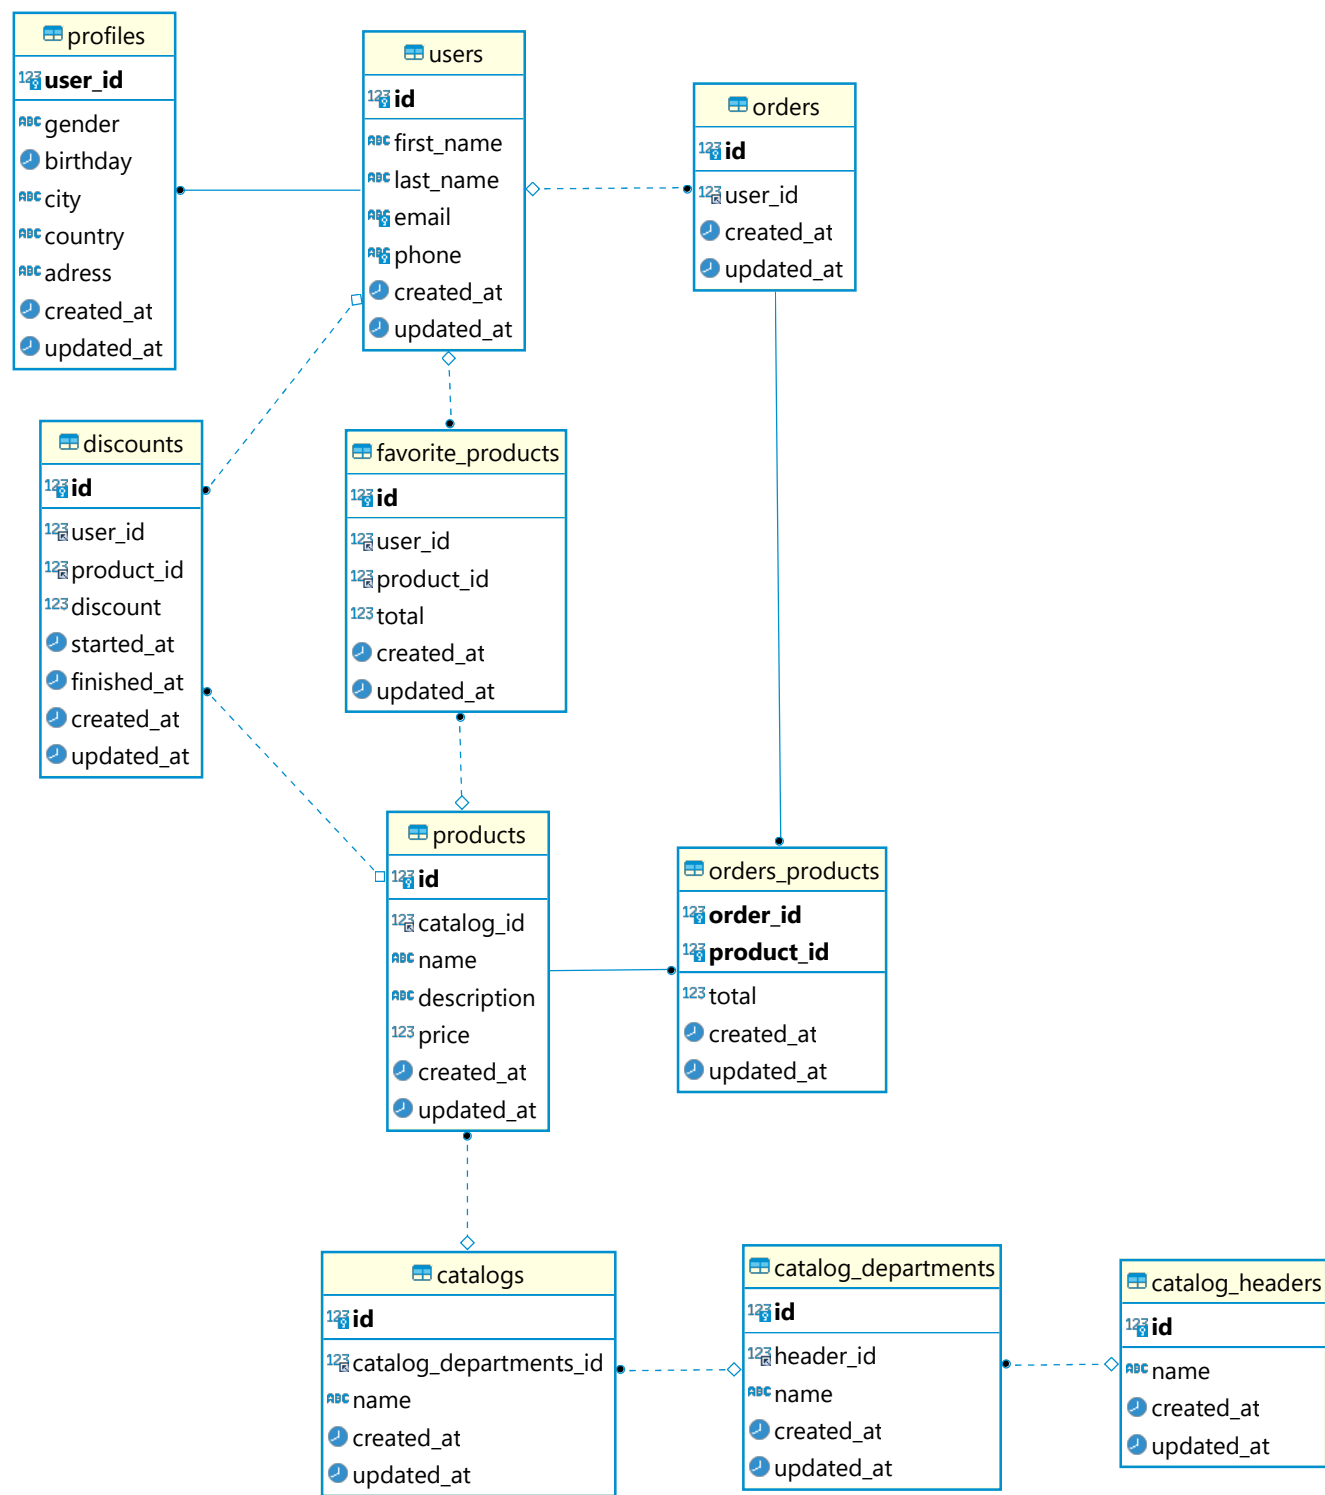 profiles
user_id
gender
birthday
city
country
adress
created_at
updated_at
users
id
first_name
last_name
email
phone
created_at
updated_at
orders
id
user_id
created_at
updated_at
discounts
id
user_id
product_id
discount
started_at
finished_at
created_at
updated_at
favorite_products
id
user_id
product_id
total
created_at
updated_at
products
id
catalog_id
name
description
price
created_at
updated_at
orders_products
order_id
product_id
total
created_at
updated_at
catalogs
id
catalog_departments_id
name
created_at
updated_at
catalog_departments
id
header_id
name
created_at
updated_at
catalog_headers
id
name
created_at
updated_at